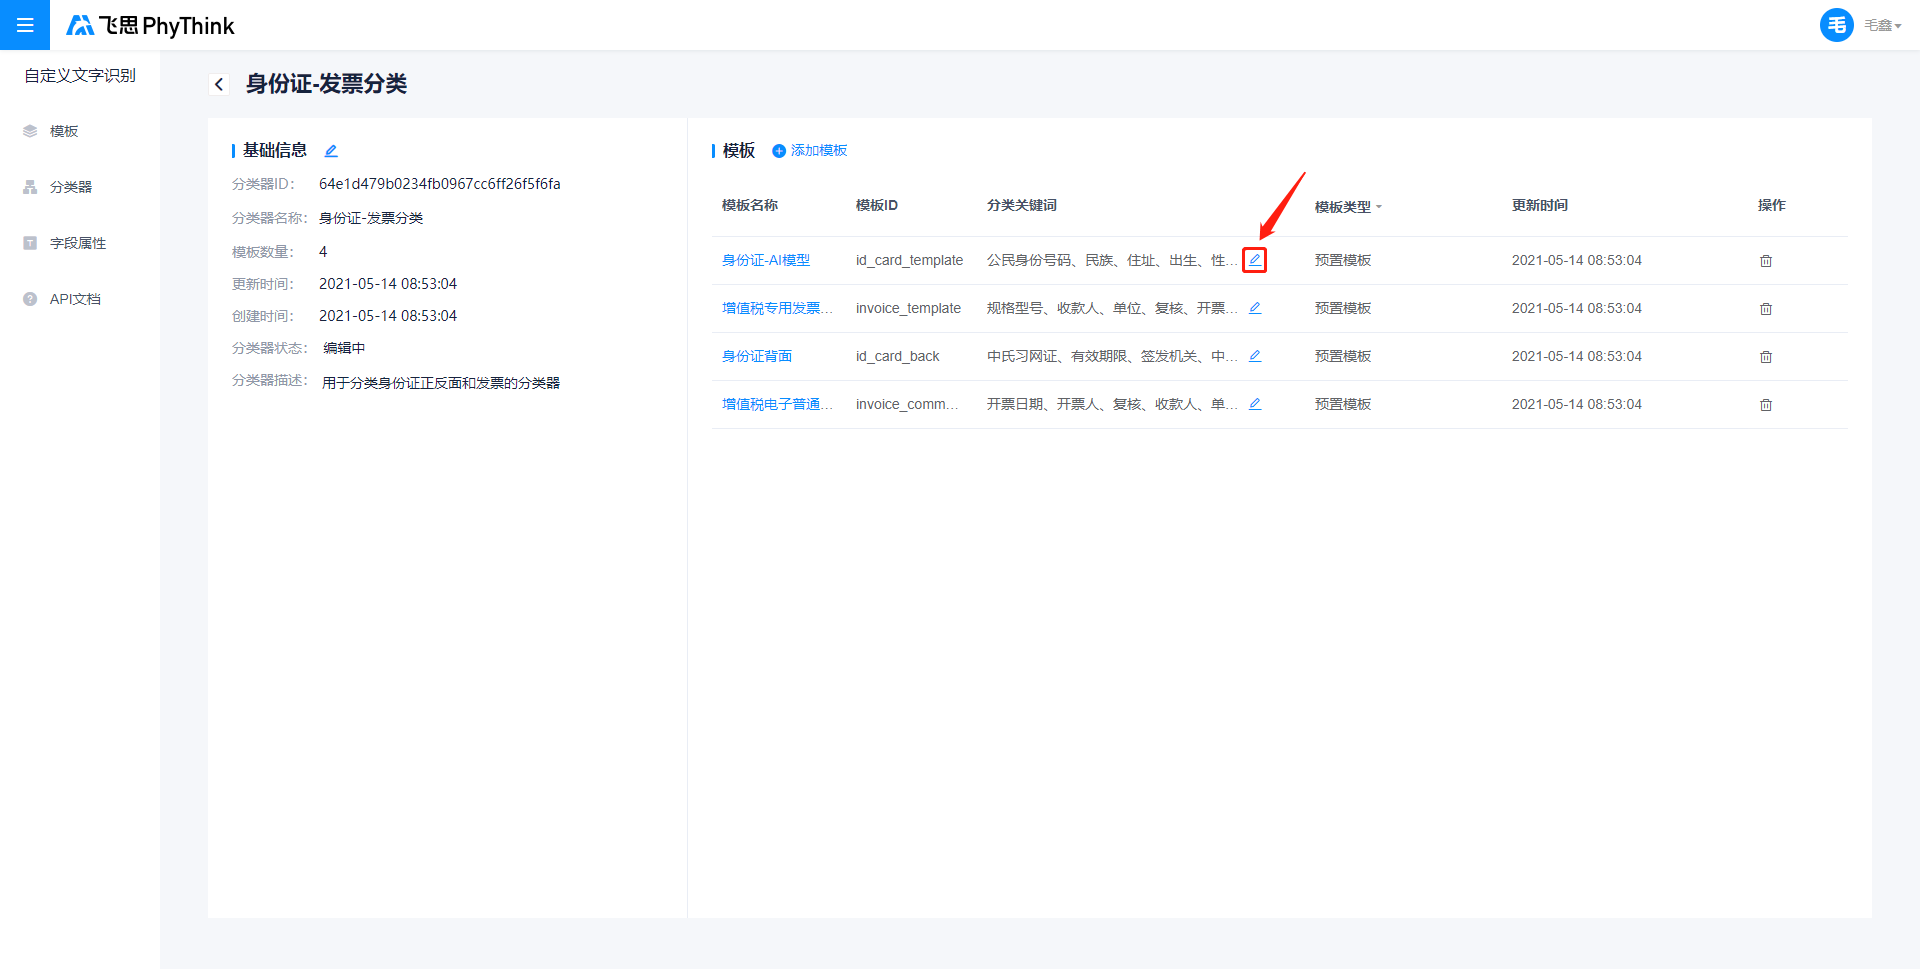 飞思 PhyThink
毛 毛鑫
自定义文字识别
模板
分类器
字段属性
API文档
身份证-发票分类
基础信息
分类器ID： 64e1d479b0234fb0967cc6ff26f5f6fa
分类器名称： 身份证-发票分类
模板数量： 4
更新时间： 2021-05-14 08:53:04
创建时间： 2021-05-14 08:53:04
分类器状态： 编辑中
分类器描述： 用于分类身份证正反面和发票的分类器
模板 添加模板
模板名称 模板ID 分类关键词 模板类型 更新时间 操作
身份证-AI模型 id_card_template 公民身份号码、民族、住址、出生、性... 预置模板 2021-05-14 08:53:04
增值税专用发票... invoice_template 规格型号、收款人、单位、复核、开票... 预置模板 2021-05-14 08:53:04
身份证背面 id_card_back 中氏习网证、有效期限、签发机关、中... 预置模板 2021-05-14 08:53:04
增值税电子普通... invoice_comm... 开票日期、开票人、复核、收款人、单... 预置模板 2021-05-14 08:53:04